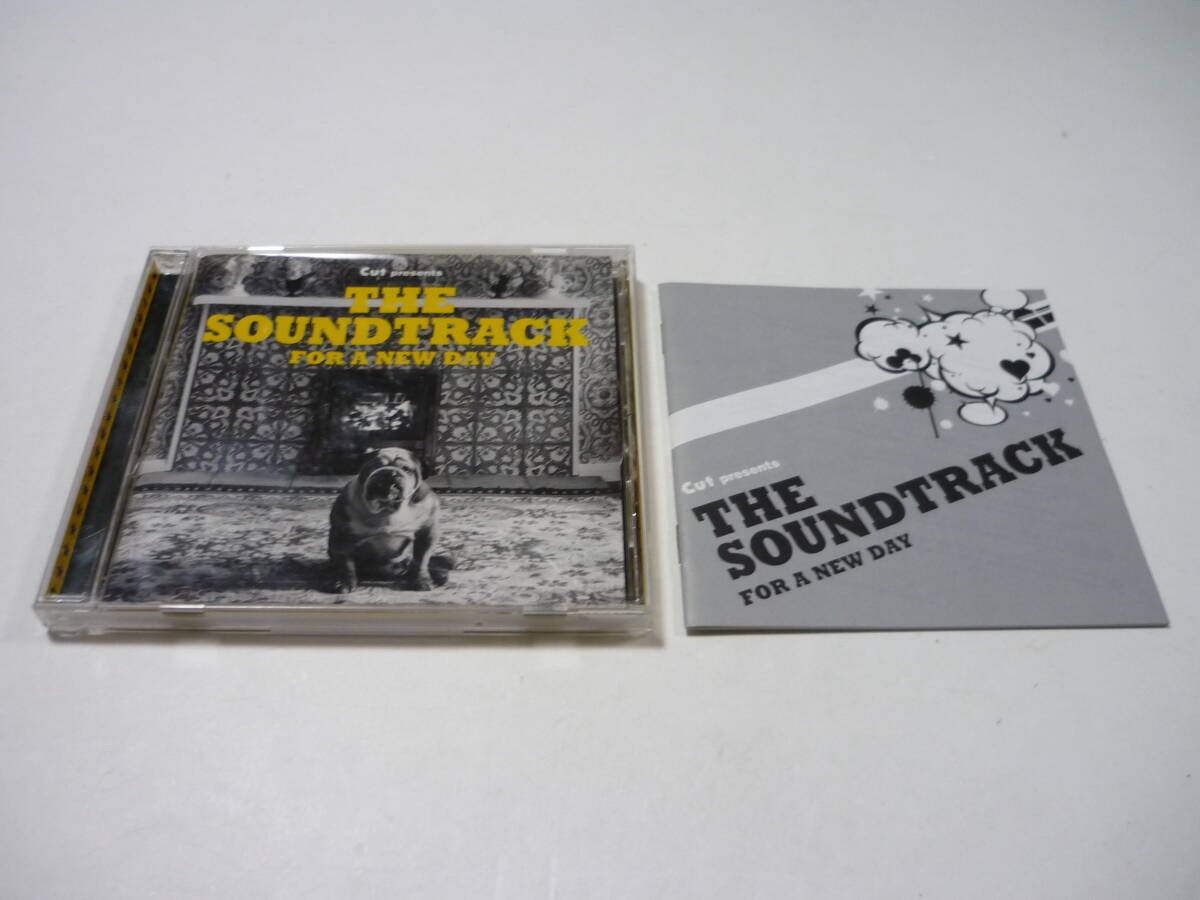 Cut presents
THE
SOUNDTRACK
FOR A NEW DAY
Cut presents
THE
SOUNDTRACK
FOR A NEW DAY